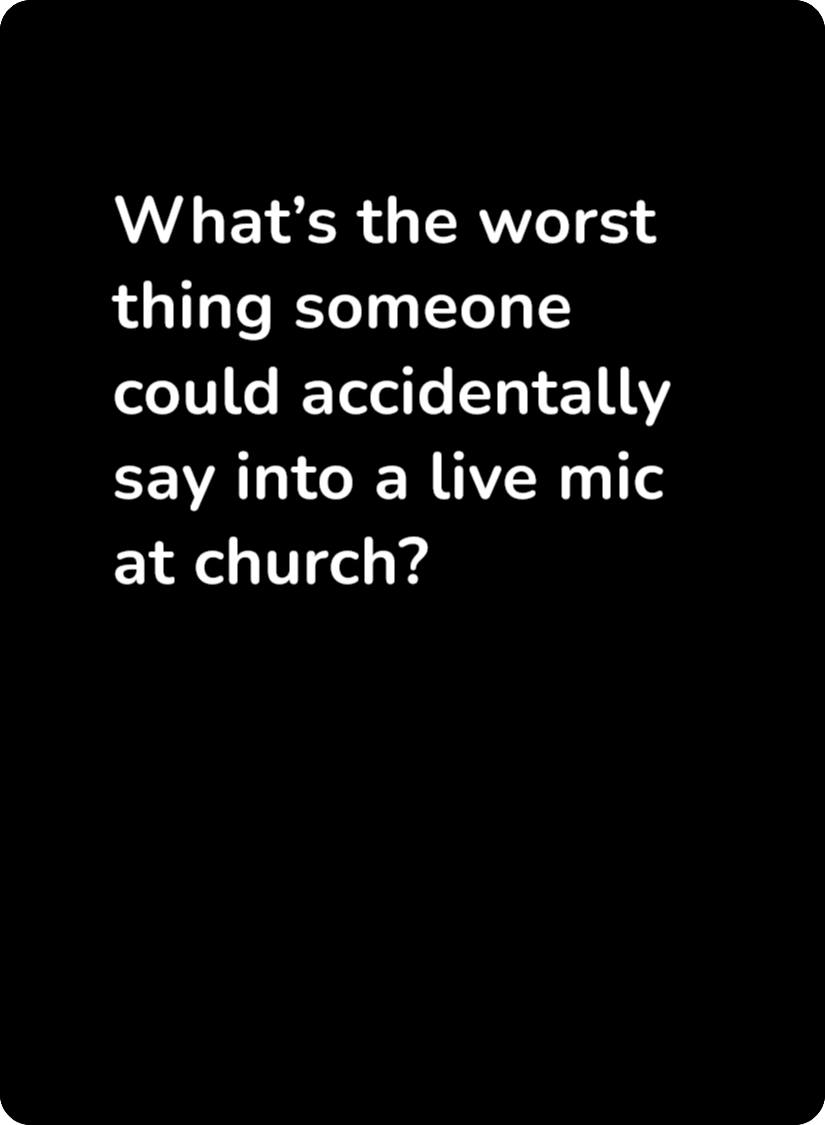 What’s the worst
thing someone
could accidentally
say into a live mic
at church?